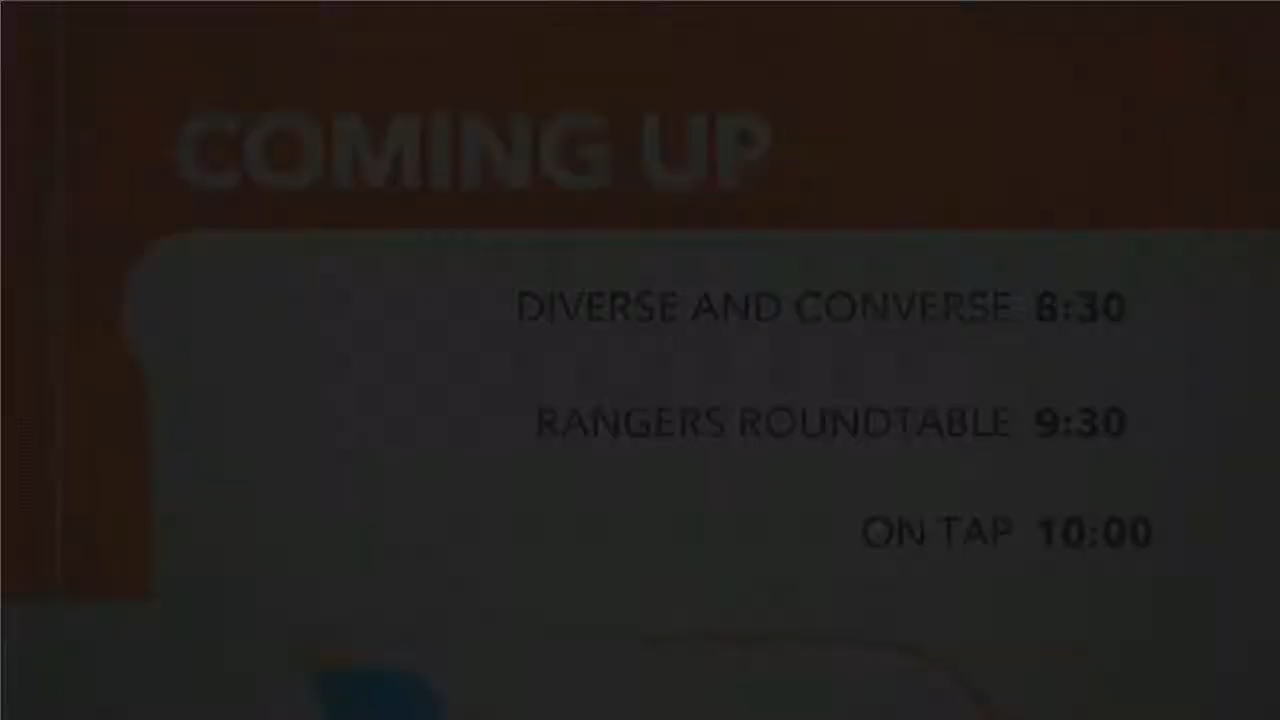 COMING UP
DIVERSE AND CONVERSE 8:30
RANGERS ROUNDTABLE 9:30
ON TAP 10:00